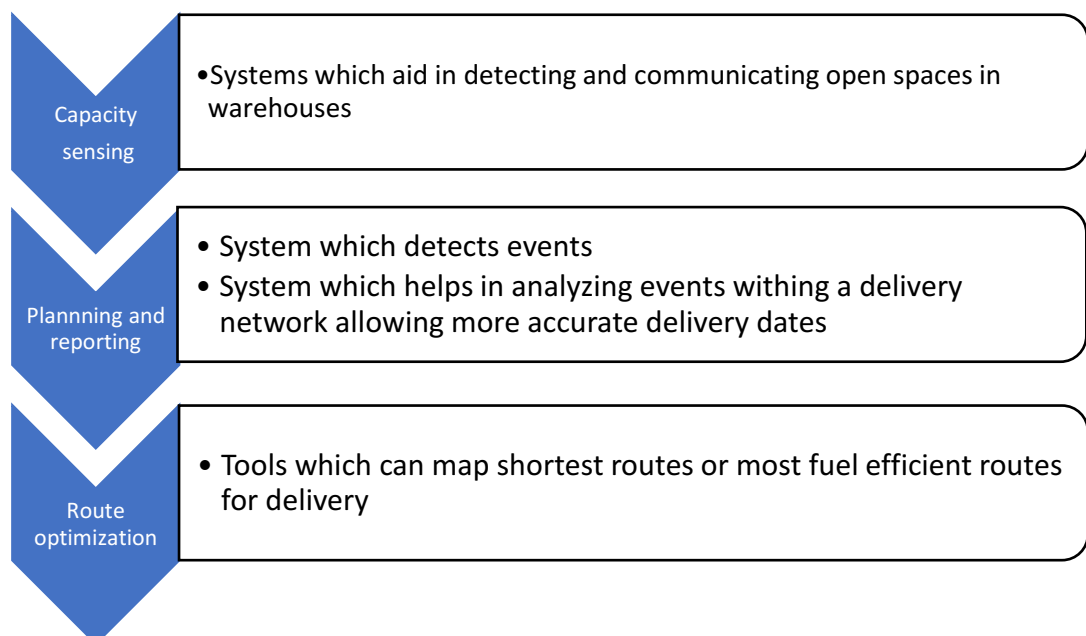 Capacity
sensing
•Systems which aid in detecting and communicating open spaces in
warehouses
Plannning and
reporting
• System which detects events
• System which helps in analyzing events withing a delivery
network allowing more accurate delivery dates
Route
optimization
• Tools which can map shortest routes or most fuel efficient routes
for delivery